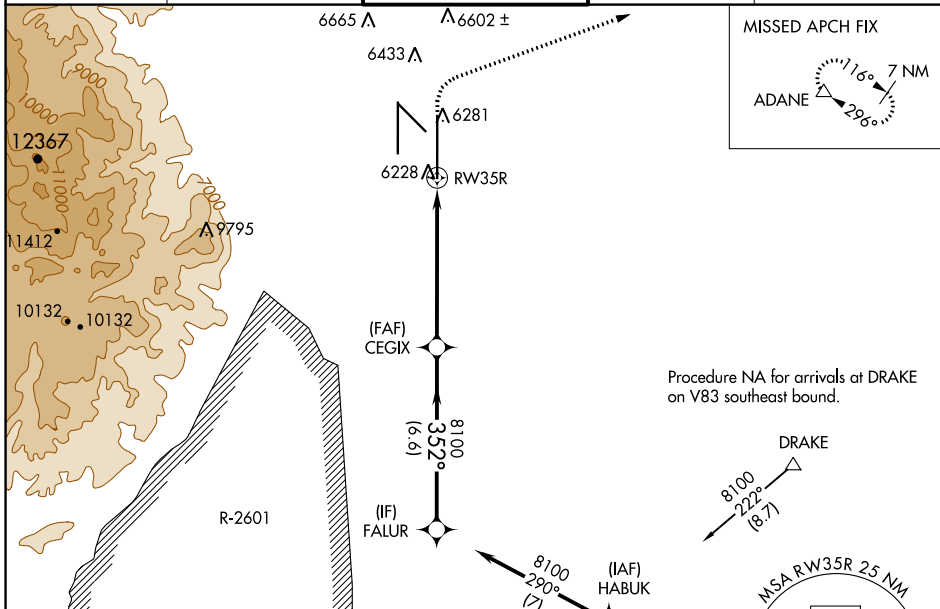 6665
6602 ±
6433
6281
6228
RW35R
MISSED APCH FIX
116°
7 NM
ADANE
296°
9000
10000
12367
11000
7000
9795
11412
10132
10132
(FAF)
CEGIX
8100
352°
(6.6)
Procedure NA for arrivals at DRAKE
on V83 southeast bound.
DRAKE
8100
222°
(8.7)
R-2601
(IF)
FALUR
8100
290°
(7)
(IAF)
HABUK
MSA RW35R 25 NM